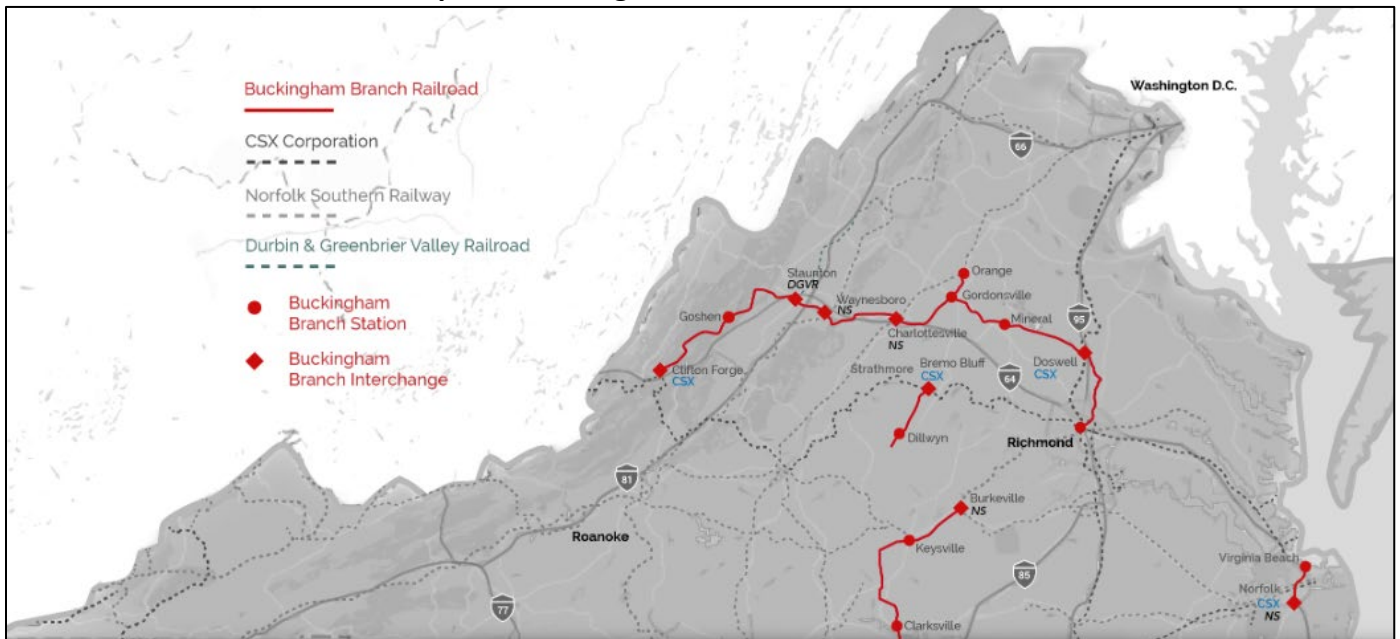 Buckingham Branch Railroad
CSX Corporation
Norfolk Southern Railway
Durbin & Greenbrier Valley Railroad
Buckingham
Branch Station
Buckingham
Branch Interchange
Washington D.C.
66
Staunton
DGVR
Waynesboro
NS
Orange
Gordonsville
Goshen
Mineral
95
Charlottesville
NS
Clifton Forge
CSX
Strathmore
Bremo Bluff
CSX
64
Doswell
CSX
Dillwyn
Richmond
81
Roanoke
Burkeville
NS
Keysville
85
77
Virginia Beach
Norfolk
CSX
NS
Clarksville